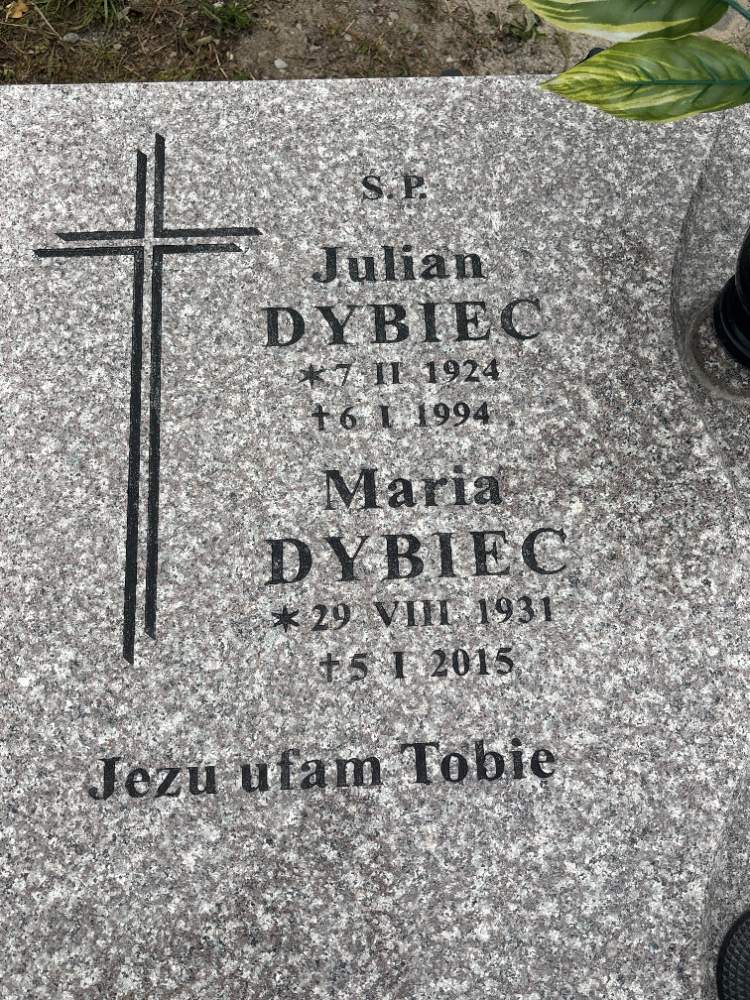 S.P.
Julian
DYBIEC
*7 II 1924
†6 I 1994
Maria
DYBIEC
*29 VIII 1931
†5 I 2015
Jezu ufam Tobie